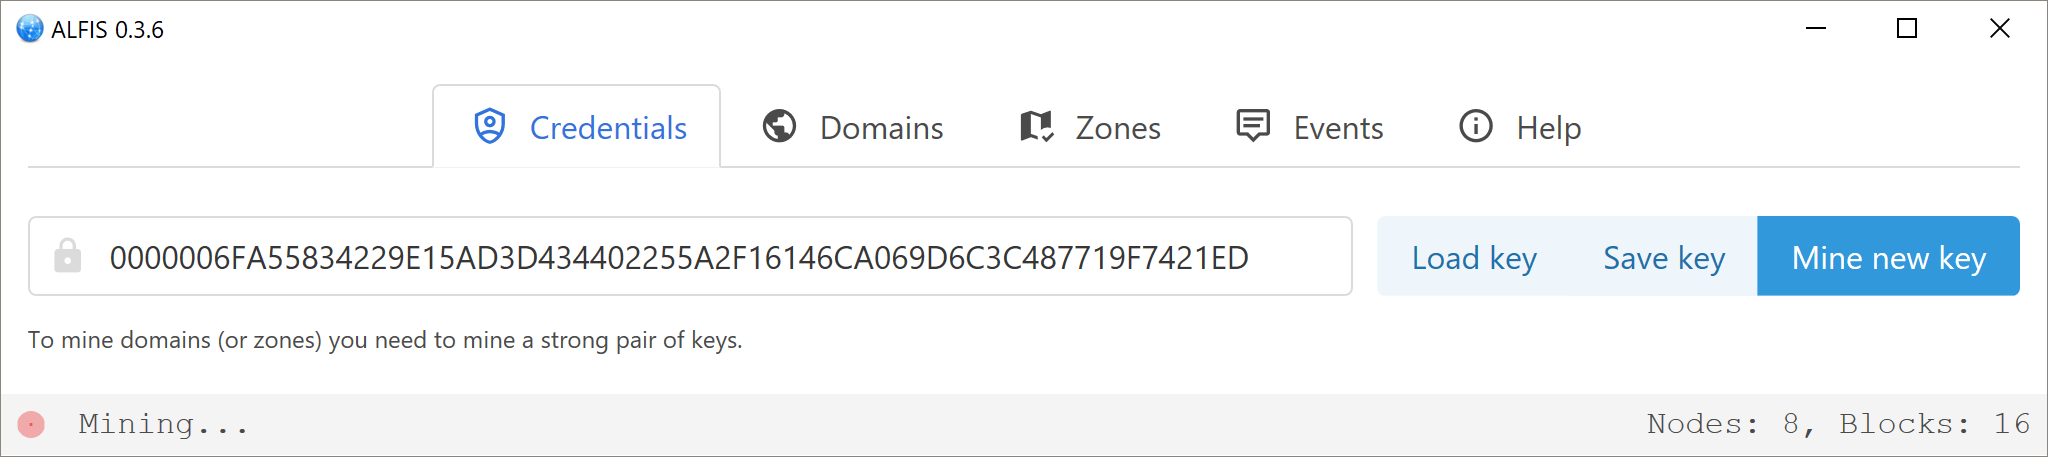 ALFIS 0.3.6
Credentials Domains Zones Events Help
0000006FA55834229E15AD3D434402255A2F16146CA069D6C3C487719F7421ED Load key Save key Mine new key
To mine domains (or zones) you need to mine a strong pair of keys.
Mining... Nodes: 8, Blocks: 16